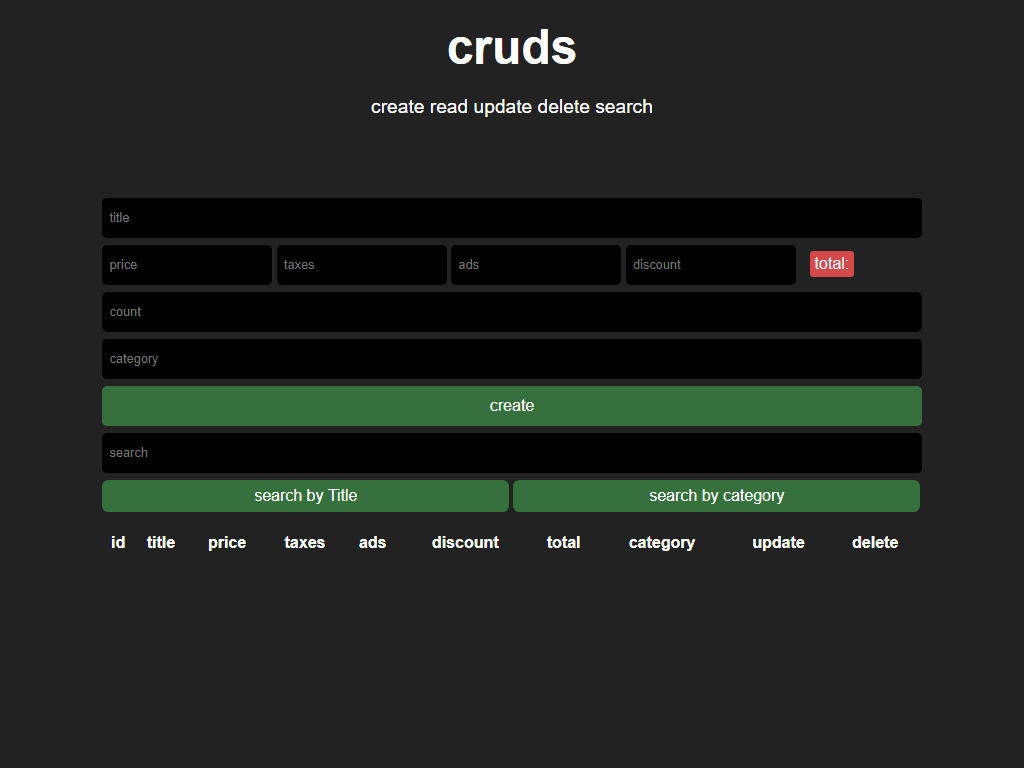 cruds
create read update delete search
title
price taxes ads discount total:
count
category
create
search
search by Title search by category
id title price taxes ads discount total category update delete